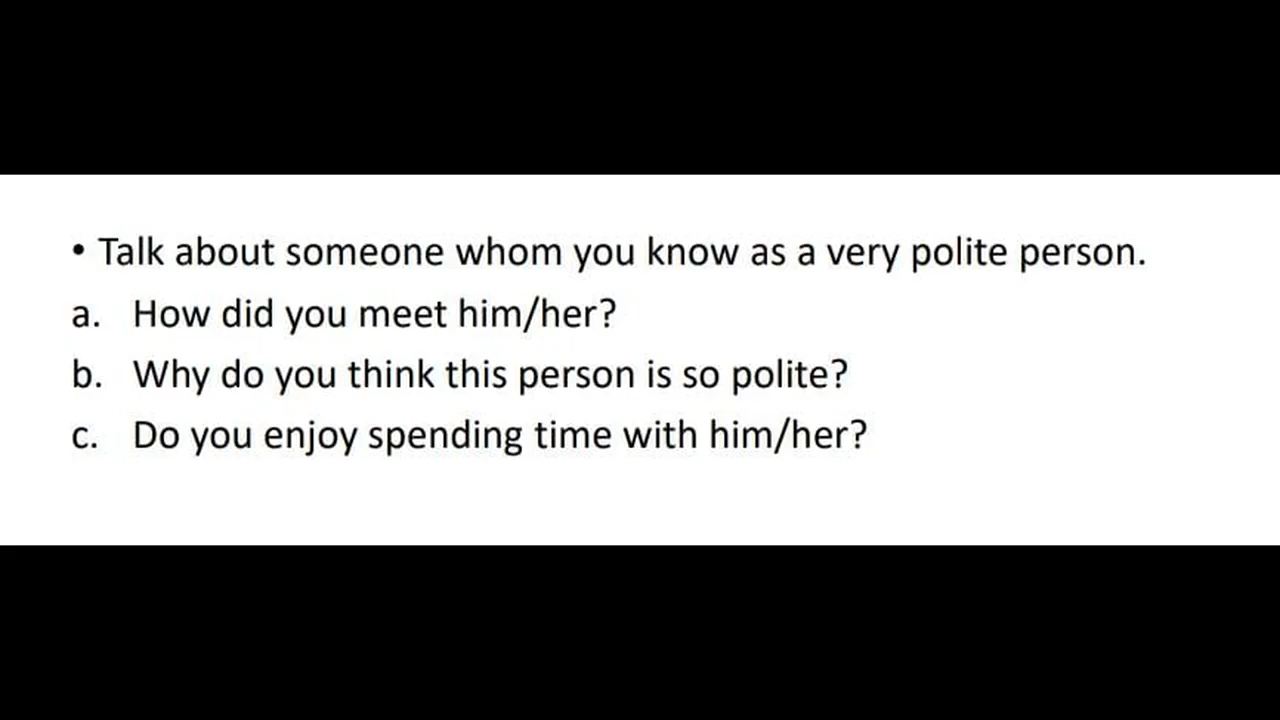 • Talk about someone whom you know as a very polite person.
a. How did you meet him/her?
b. Why do you think this person is so polite?
c. Do you enjoy spending time with him/her?